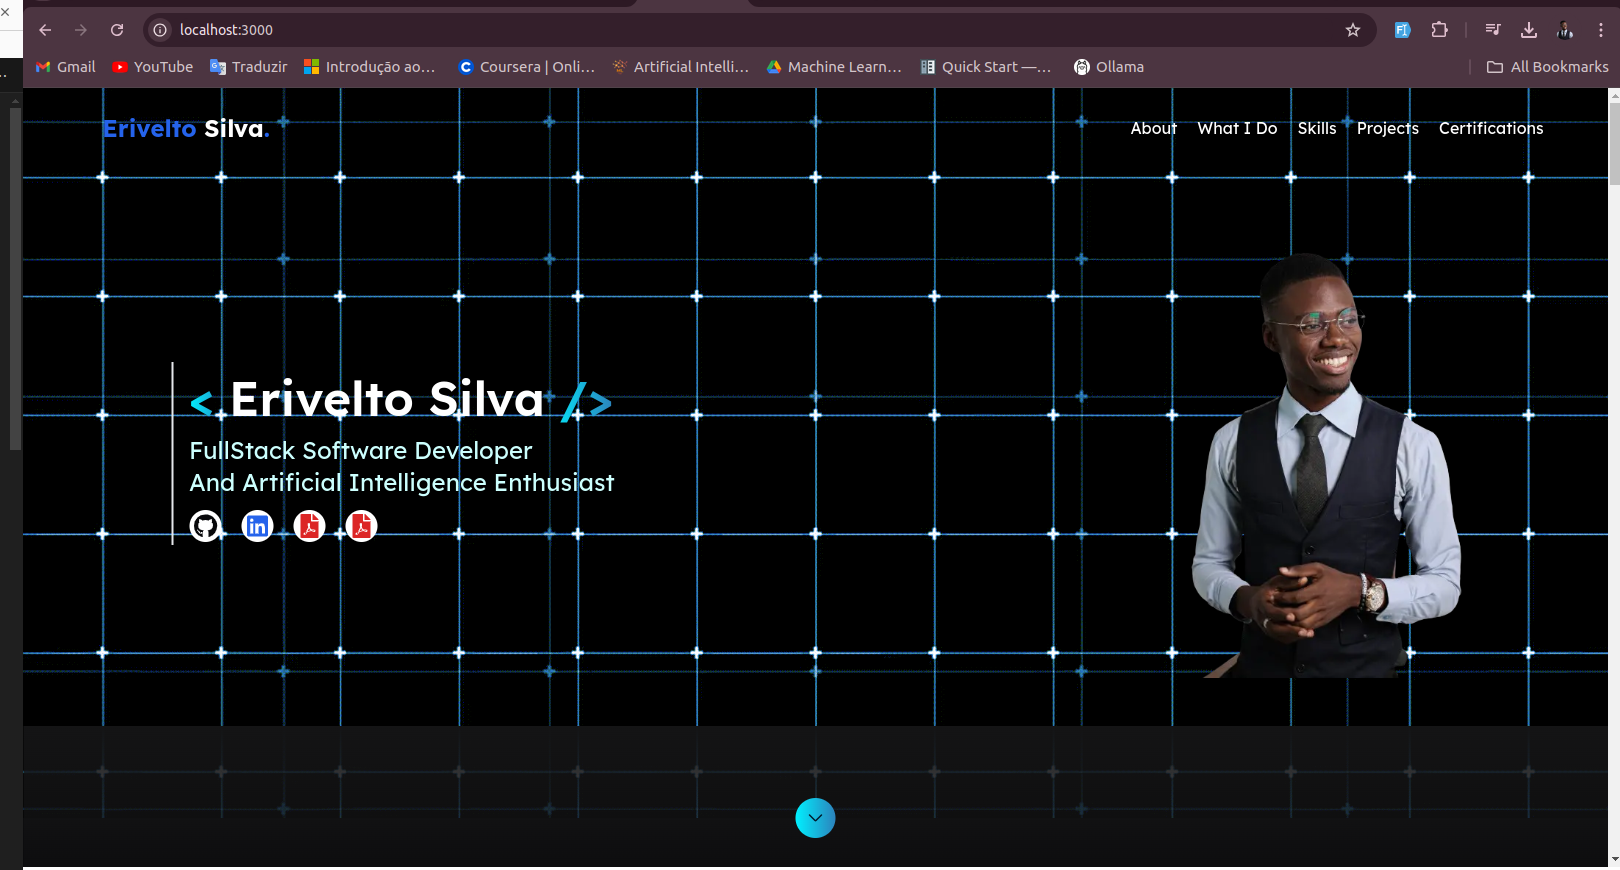 localhost:3000
Gmail YouTube Traduzir Introdução ao... Coursera | Onli... Artificial Intelli... Machine Learn... Quick Start —... Ollama All Bookmarks
Erivelto Silva. About What I Do Skills Projects Certifications
< Erivelto Silva />
FullStack Software Developer
And Artificial Intelligence Enthusiast
in